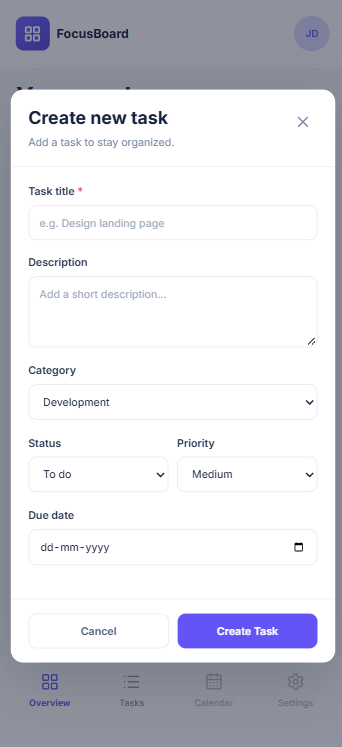 FocusBoard
JD
Create new task
Add a task to stay organized.
Task title *
e.g. Design landing page
Description
Add a short description...
Category
Development
Status
Priority
To do
Medium
Due date
dd-mm-yyyy
Cancel
Create Task
Overview
Tasks
Calendar
Settings